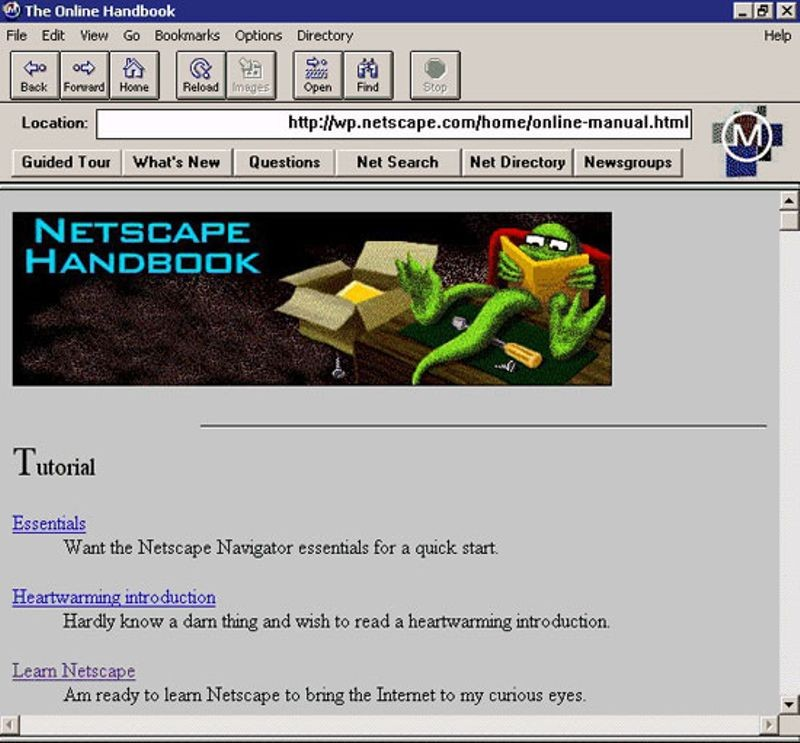 The Online Handbook
File Edit View Go Bookmarks Options Directory Help
Back Forward Home Reload Images Open Find Stop
Location: http://wp.netscape.com/home/online-manual.html
M
Guided Tour What's New Questions Net Search Net Directory Newsgroups
NETSCAPE
HANDBOOK
Tutorial
Essentials
Want the Netscape Navigator essentials for a quick start.
Heartwarming introduction
Hardly know a darn thing and wish to read a heartwarming introduction.
Learn Netscape
Am ready to learn Netscape to bring the Internet to my curious eyes.